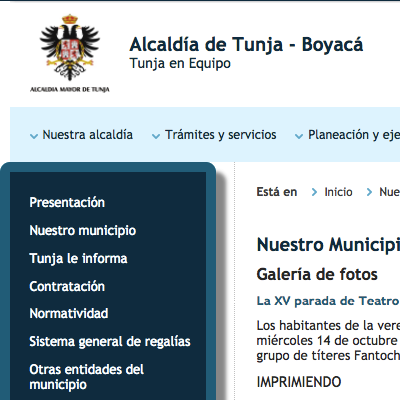 ALCALDIA MAYOR DE TUNJA
Alcaldía de Tunja - Boyacá
Tunja en Equipo
Nuestra alcaldía Trámites y servicios Planeación y eje
Presentación
Nuestro municipio
Tunja le informa
Contratación
Normatividad
Sistema general de regalías
Otras entidades del
municipio
Está en Inicio Nue
Nuestro Municipi
Galería de fotos
La XV parada de Teatro
Los habitantes de la vere
miércoles 14 de octubre
grupo de títeres Fantoch
IMPRIMIENDO